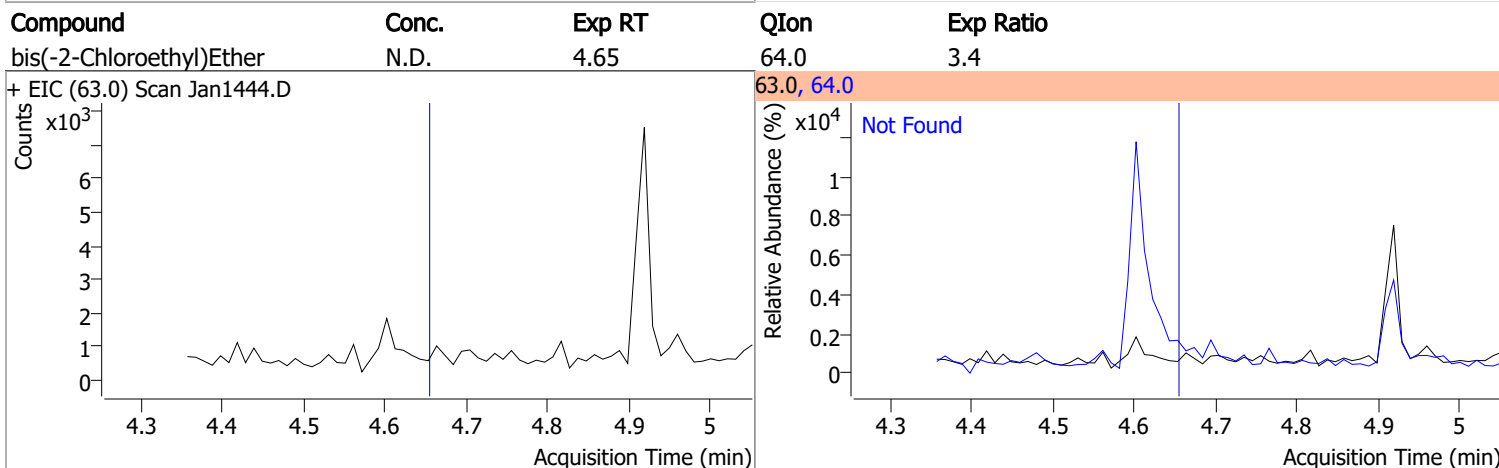 Compound Conc. Exp RT QIon Exp Ratio
bis(-2-Chloroethyl)Ether N.D. 4.65 64.0 3.4
+ EIC (63.0) Scan Jan1444.D
Counts
x10³
6
5
4
3
2
1
0
4.3 4.4 4.5 4.6 4.7 4.8 4.9 5
Acquisition Time (min)
63.0, 64.0
Relative Abundance (%)
x10⁴
Not Found
1
0.8
0.6
0.4
0.2
0
4.3 4.4 4.5 4.6 4.7 4.8 4.9 5
Acquisition Time (min)